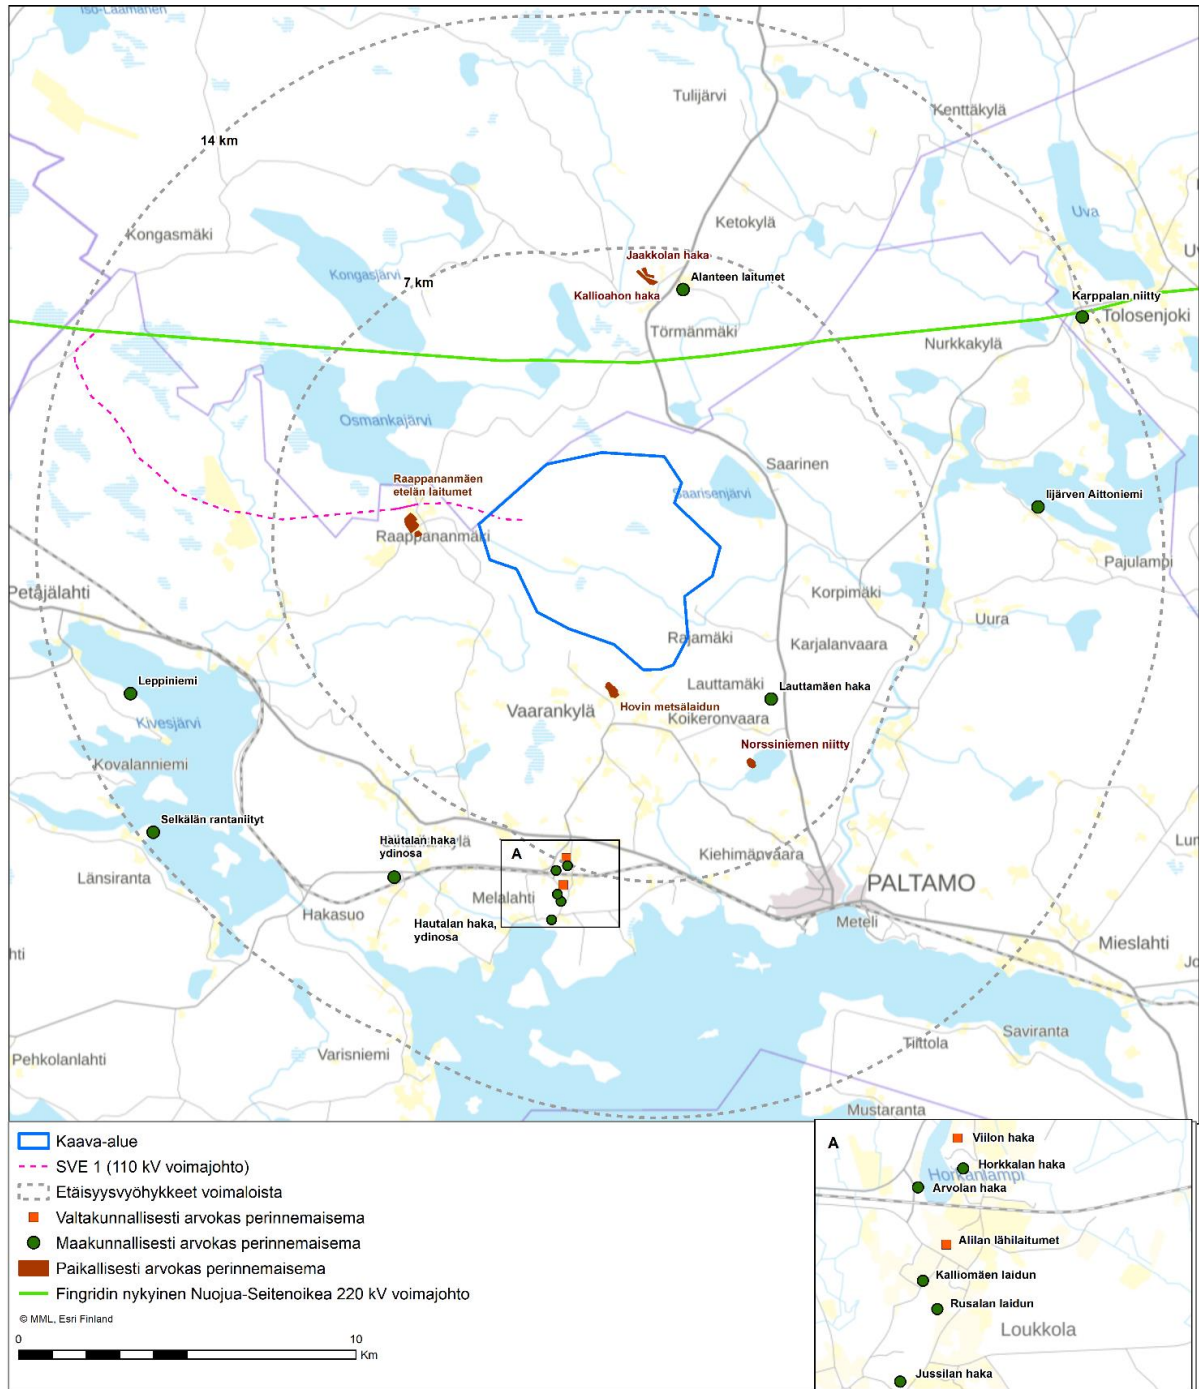 Iso-Laamanen
Tulijärvi
Kenttäkylä
14 km
Uva
Ketokylä
Kongasmäki
Jaakkolan haka
Kongasjärvi
7 km
Alanteen laitumet
Kallioahon haka
Karppalan niitty
Tolosenjoki
Törmänmäki
Nurkkakylä
Osmankajärvi
Saarinen
Raappananmäen
etelän laitumet
Saarisenjärvi
Iijärven Aittoniemi
Raappananmäki
Pajulampi
Petäjälahti
Korpimäki
Uura
Rajamäki
Karjalanvaara
Leppiniemi
Lauttamäki
Lauttamäen haka
Hovin metsälaidun
Vaarankylä
Koikeronvaara
Kivesjärvi
Norssiniemen niitty
Kovalanniemi
Selkälän rantaniityt
Hautalan haka
ydinosa
A
Kiehimänvaara
Länsiranta
PALTAMO
Melalahti
Hakasuo
Hautalan haka,
ydinosa
Meteli
Mieslahti
Saviranta
Tiittola
Varisniemi
Pehkolanlahti
Mustaranta
Kaava-alue
SVE 1 (110 kV voimajohto)
Etäisyysvyöhykkeet voimaloista
Valtakunnallisesti arvokas perinnemaisema
Maakunnallisesti arvokas perinnemaisema
Paikallisesti arvokas perinnemaisema
Fingridin nykyinen Nuojua-Seitenoikea 220 kV voimajohto
© MML, Esri Finland
0 10
Km
A
Viilon haka
Horkkalan haka
Horkanlampi
Arvolan haka
Alilan lähilaitumet
Kalliomäen laidun
Rusalan laidun
Loukkola
Jussilan haka